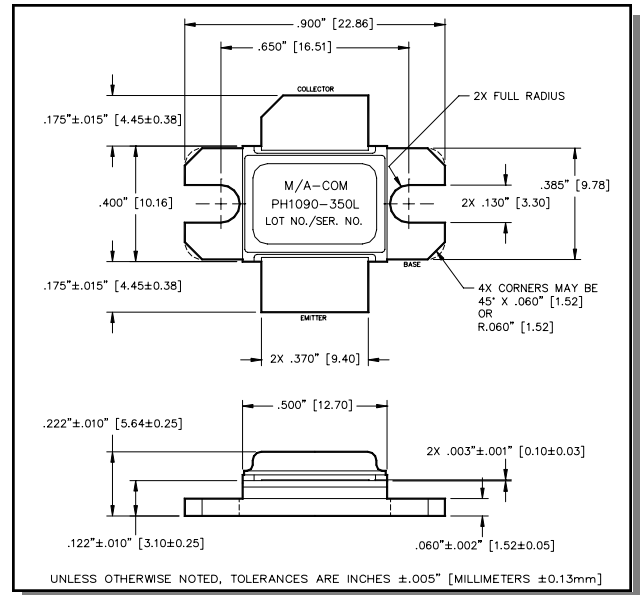 .900" [22.86]
.650" [16.51]
COLLECTOR
2X FULL RADIUS
.175"±.015" [4.45±0.38]
M/A-COM
PH1090-350L
LOT NO./SER. NO.
.400" [10.16]
2X .130" [3.30]
.385" [9.78]
BASE
.175"±.015" [4.45±0.38]
EMITTER
4X CORNERS MAY BE
45° X .060" [1.52]
OR
R.060" [1.52]
2X .370" [9.40]
.500" [12.70]
.222"±.010" [5.64±0.25]
2X .003"±.001" [0.10±0.03]
.122"±.010" [3.10±0.25]
.060"±.002" [1.52±0.05]
UNLESS OTHERWISE NOTED, TOLERANCES ARE INCHES ±.005" [MILLIMETERS ±0.13mm]